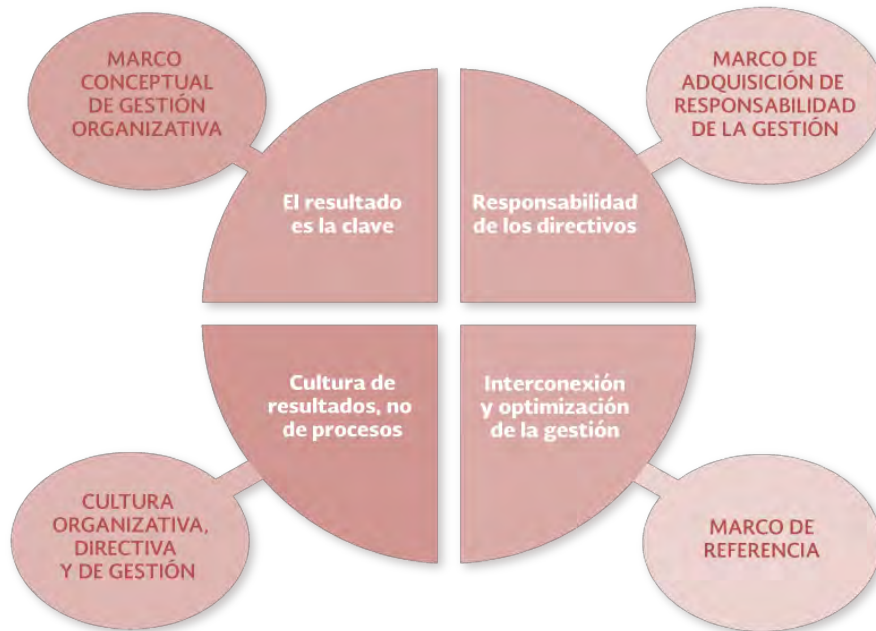 MARCO
CONCEPTUAL
DE GESTIÓN
ORGANIZATIVA
MARCO DE
ADQUISICIÓN DE
RESPONSABILIDAD
DE LA GESTIÓN
El resultado
es la clave
Responsabilidad
de los directivos
Cultura de
resultados, no
de procesos
Interconexión
y optimización
de la gestión
CULTURA
ORGANIZATIVA,
DIRECTIVA
Y DE GESTIÓN
MARCO DE
REFERENCIA